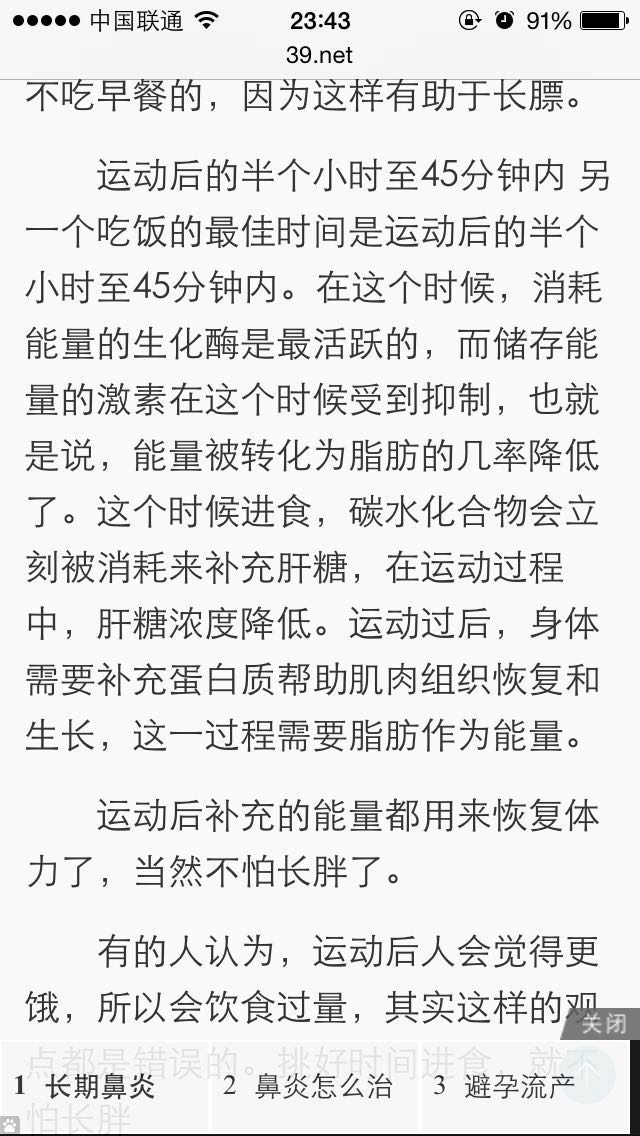 中国联通 23:43 91%
39.net
不吃早餐的，因为这样有助于长膘。
运动后的半个小时至45分钟内 另
一个吃饭的最佳时间是运动后的半个
小时至45分钟内。在这个时候，消耗
能量的生化酶是最活跃的，而储存能
量的激素在这个时候受到抑制，也就
是说，能量被转化为脂肪的几率降低
了。这个时候进食，碳水化合物会立
刻被消耗来补充肝糖，在运动过程
中，肝糖浓度降低。运动过后，身体
需要补充蛋白质帮助肌肉组织恢复和
生长，这一过程需要脂肪作为能量。
运动后补充的能量都用来恢复体
力了，当然不怕长胖了。
有的人认为，运动后人会觉得更
饿，所以会饮食过量，其实这样的观
关闭
点都是错误的。挑好时间进食，就不
1 长期鼻炎 2 鼻炎怎么治 3 避孕流产
怕长胖